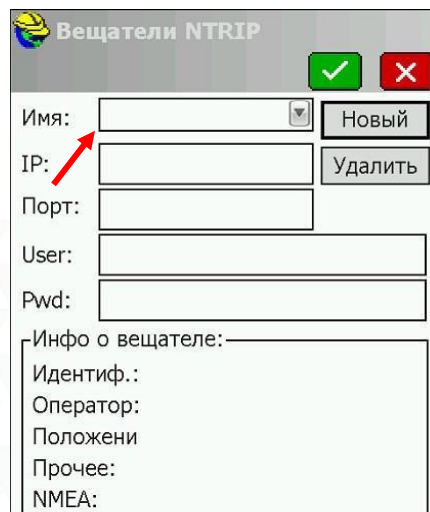 Вещатели NTRIP
Имя: Новый
IP: Удалить
Порт:
User:
Pwd:
Инфо о вещателе:
Идентиф.:
Оператор:
Положени
Прочее:
NMEA: